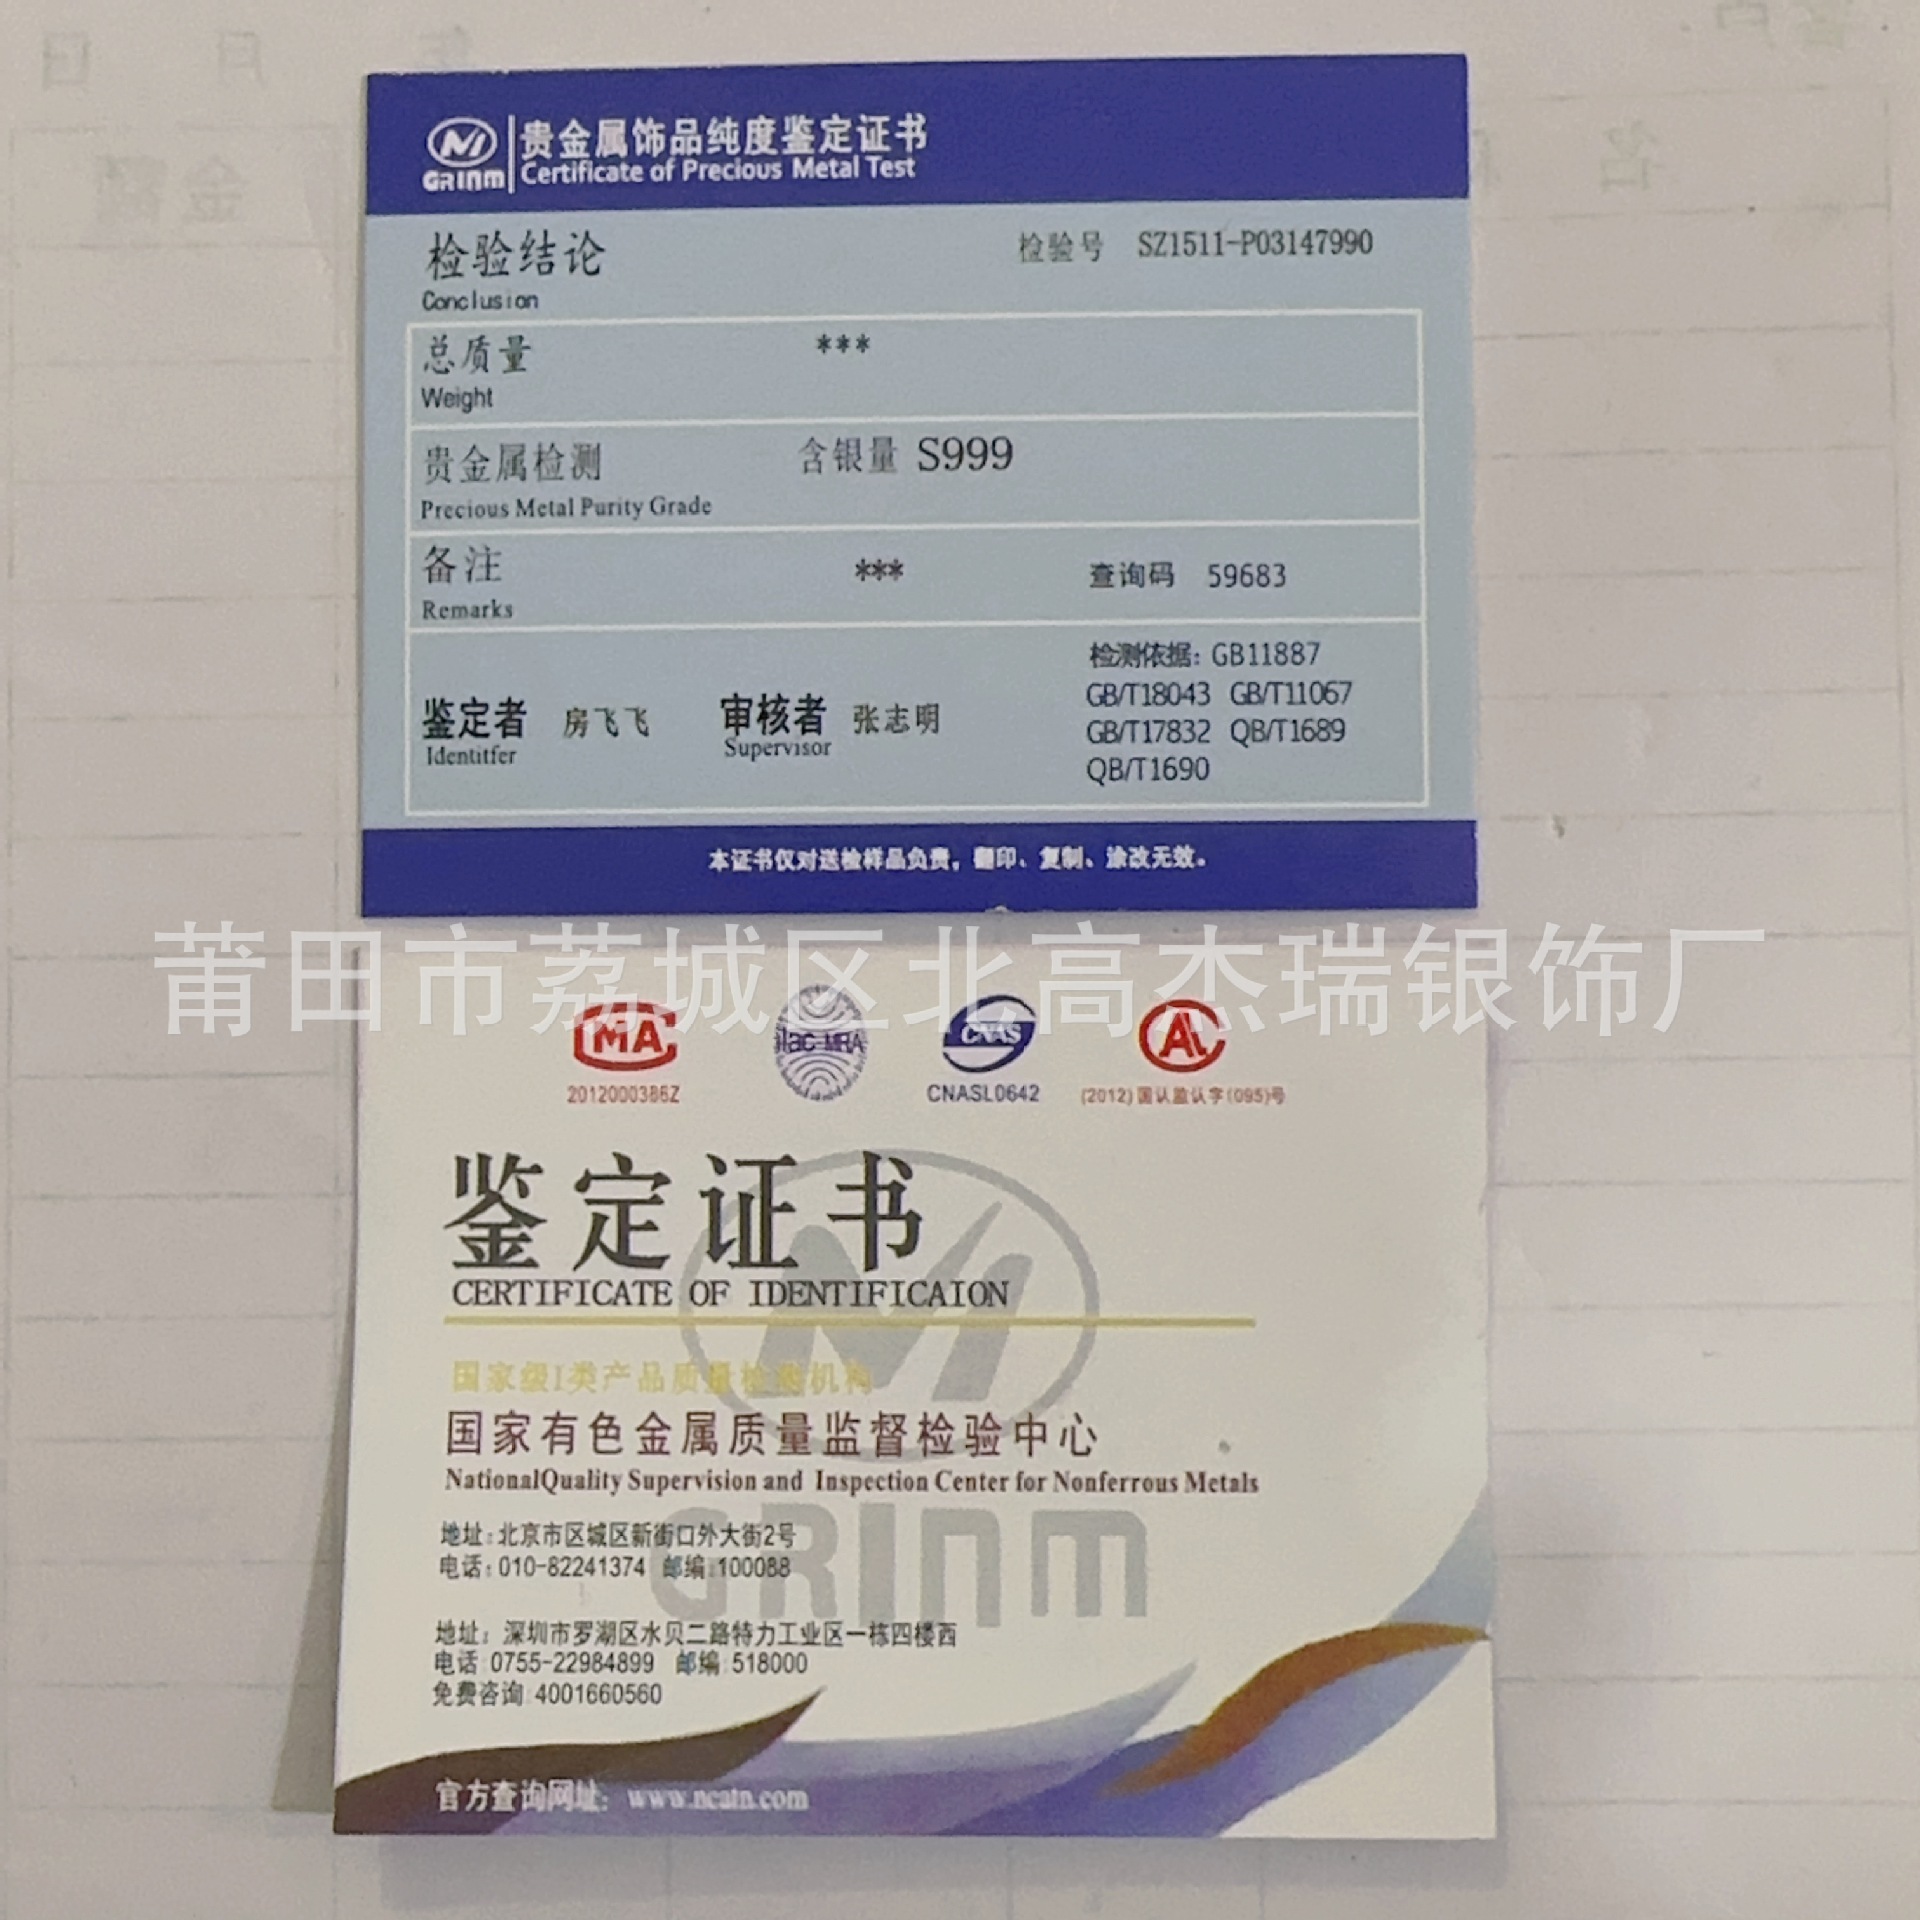 GRINM
贵金属饰品纯度鉴定证书
Certificate of Precious Metal Test
检验结论
Conclusion
检验号 SZ1511-P03147990
总质量 ***
Weight
贵金属检测 含银量 S999
Precious Metal Purity Grade
备注 *** 查询码 59683
Remarks
鉴定者 房飞飞 审核者 张志明
Identitfer Supervisor
检测依据: GB11887
GB/T18043 GB/T11067
GB/T17832 QB/T1689
QB/T1690
本证书仅对送检样品负责，翻印、复制、涂改无效。
莆田市荔城区北高杰瑞银饰厂
MA ilac-MRA CNAS AL
2012000386Z CNASL0642 (2012)国认监认字(095)号
鉴定证书
CERTIFICATE OF IDENTIFICAION
国家级I类产品质量检测机构
国家有色金属质量监督检验中心
NationalQuality Supervision and Inspection Center for Nonferrous Metals
GRINM
地址:北京市区城区新街口外大街2号
电话:010-82241374 邮编:100088
地址: 深圳市罗湖区水贝二路特力工业区一栋四楼西
电话:0755-22984899 邮编:518000
免费咨询:4001660560
官方查询网址: www.ncatn.com